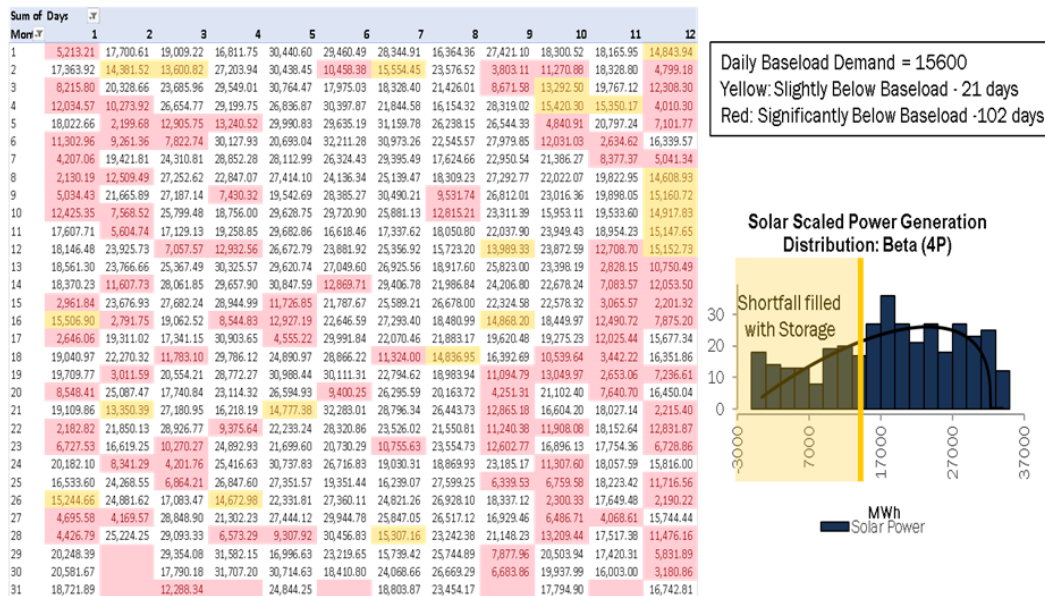 Sum of Days
Mont 1 2 3 4 5 6 7 8 9 10 11 12
1 5,213.21 17,700.61 19,009.22 16,811.75 30,440.60 29,460.49 28,344.91 16,364.36 27,421.10 18,300.52 18,165.95 14,843.94
2 17,363.92 14,381.52 13,600.82 27,203.94 30,438.45 10,458.38 15,554.45 23,576.52 3,803.11 11,270.88 18,328.80 4,799.18
3 8,215.80 20,328.66 23,685.96 29,549.01 30,764.47 17,975.03 18,328.40 21,426.01 8,671.58 13,292.50 19,767.12 12,308.30
4 12,034.57 10,273.92 26,654.77 29,199.75 26,836.87 30,397.87 21,844.58 16,154.32 28,319.02 15,420.30 15,350.17 4,010.30
5 18,022.66 2,199.68 12,905.75 13,240.52 29,990.83 29,635.19 31,159.78 26,238.15 26,544.33 4,840.91 20,797.24 7,101.77
6 11,302.96 9,261.36 7,822.74 30,127.93 20,693.04 32,211.28 30,973.26 22,545.57 27,979.85 12,031.03 2,634.62 16,339.57
7 4,207.06 19,421.81 24,310.81 28,852.28 28,112.99 26,324.43 29,395.49 17,624.66 22,950.54 21,386.27 8,377.37 5,041.34
8 2,130.19 12,509.49 27,252.62 22,847.07 27,414.10 24,136.34 25,139.47 18,309.23 27,292.77 22,022.07 19,822.95 14,608.93
9 5,034.43 21,665.89 27,187.14 7,430.32 19,542.69 28,385.27 30,490.21 9,531.74 26,812.01 23,016.36 19,898.05 15,160.72
10 12,425.35 7,568.52 25,799.48 18,756.00 29,628.75 29,720.90 25,881.13 12,815.21 23,311.39 15,953.11 19,533.60 14,917.83
11 17,607.71 5,604.74 17,129.13 19,258.85 29,682.86 16,618.46 17,337.62 18,050.80 22,037.90 23,949.43 18,954.23 15,147.65
12 18,146.48 23,925.73 7,057.57 12,932.56 26,672.79 23,881.92 25,356.92 15,723.20 13,989.33 23,872.59 12,708.70 15,152.73
13 18,561.30 23,766.66 25,367.49 30,325.57 29,620.74 27,049.60 26,925.56 18,917.60 25,823.00 23,398.19 2,828.15 10,750.49
14 18,370.23 11,607.73 28,061.85 29,657.90 30,847.59 12,869.71 29,406.78 21,986.84 24,206.80 22,678.24 7,083.57 12,053.50
15 2,961.84 23,676.93 27,682.24 28,944.99 11,726.85 21,787.67 25,589.21 26,678.00 22,324.58 22,578.32 3,065.57 2,201.32
16 15,506.90 2,791.75 19,062.52 8,544.83 12,927.19 22,646.59 27,293.40 18,480.99 14,868.20 18,449.97 12,490.72 7,875.20
17 2,646.06 19,311.02 17,341.15 30,903.65 4,555.22 29,991.84 22,070.46 21,883.17 19,620.48 19,275.23 12,025.44 15,677.34
18 19,040.97 22,270.32 11,783.10 29,786.12 24,890.97 28,866.22 11,324.00 14,836.95 16,392.69 10,539.64 3,442.22 16,351.86
19 19,709.77 3,011.59 20,554.21 28,772.27 30,988.44 30,111.31 22,794.62 18,983.94 11,094.79 13,049.97 2,653.06 7,236.61
20 8,548.41 25,087.47 17,740.84 23,114.32 26,594.93 9,400.25 26,295.59 20,163.72 4,251.31 21,102.40 7,640.70 16,450.04
21 19,109.86 13,350.39 27,180.95 16,218.19 14,777.38 32,283.01 28,796.34 26,443.73 12,865.18 16,604.20 18,027.14 2,215.40
22 2,182.82 21,850.13 28,926.77 9,375.64 22,233.24 28,320.86 23,526.02 21,550.81 11,240.38 11,908.08 18,152.64 12,831.87
23 6,727.53 16,619.25 10,270.27 24,892.93 21,699.60 20,730.29 10,755.63 23,554.73 12,602.77 16,896.13 17,754.36 6,728.86
24 20,182.10 8,341.29 4,201.76 25,416.63 30,737.83 26,716.83 19,030.31 18,869.93 23,185.17 11,307.60 18,057.59 15,816.00
25 16,533.60 24,268.55 6,864.21 26,847.60 27,351.57 19,351.44 16,239.07 27,599.25 6,339.53 6,759.58 18,223.42 11,716.56
26 15,244.66 24,881.62 17,083.47 14,672.98 22,331.81 27,360.11 24,821.26 26,928.10 18,337.12 2,300.33 17,649.48 2,190.22
27 4,695.58 4,169.57 28,848.90 21,302.23 27,444.12 29,944.78 25,847.05 26,517.12 16,929.46 6,486.71 4,068.61 15,744.44
28 4,426.79 25,224.25 29,093.33 6,573.29 9,307.92 30,456.83 15,307.16 23,242.38 21,148.23 13,209.44 17,517.38 11,476.16
29 20,248.39 29,354.08 31,582.15 16,996.63 23,219.65 15,739.42 25,744.89 7,877.96 20,503.94 17,420.31 5,831.89
30 20,581.67 17,790.18 31,707.20 30,714.63 18,410.80 24,068.66 26,669.29 6,683.86 19,937.99 16,003.00 3,180.86
31 18,721.89 12,288.34 24,844.25 18,803.87 23,454.17 17,794.90 16,742.81
Daily Baseload Demand = 15600
Yellow: Slightly Below Baseload - 21 days
Red: Significantly Below Baseload -102 days
Solar Scaled Power Generation
Distribution: Beta (4P)
Shortfall filled
with Storage
30
20
10
0
-3000 7000 17000 27000 37000
MWh
Solar Power